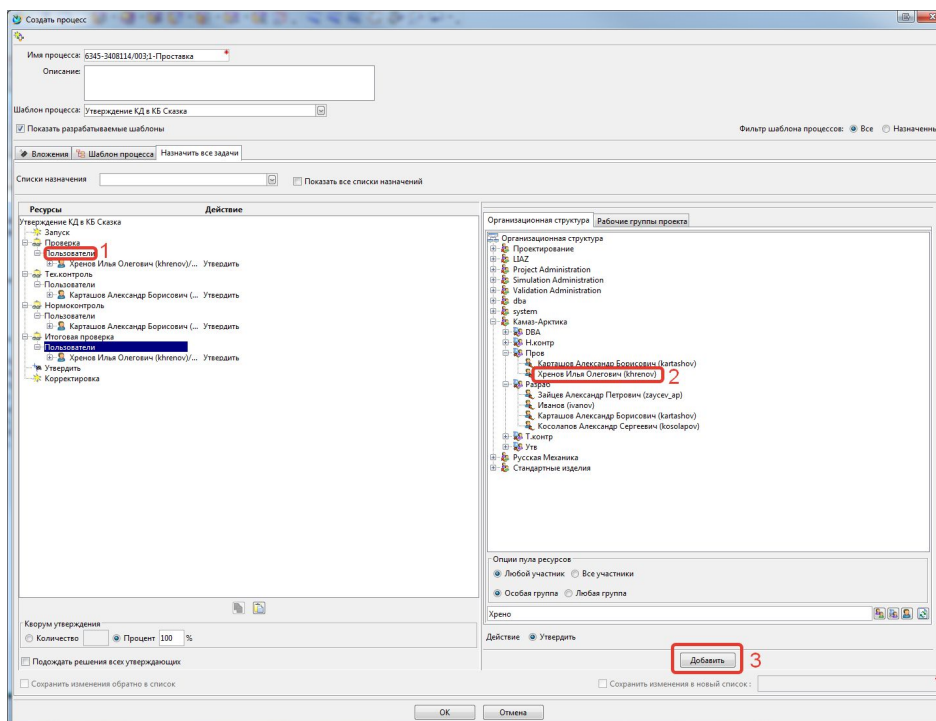 Создать процесс
Имя процесса: 6345-3408114/003;1-Проставка *
Описание:
Шаблон процесса: Утверждение КД в КБ Сказка
Показать разрабатываемые шаблоны
Фильтр шаблона процессов: Все Назначенн
Вложения Шаблон процесса Назначить все задачи
Списки назначения Показать все списки назначений
Ресурсы Действие
Утверждение КД в КБ Сказка
Запуск
Проверка
Пользователи 1
Хренов Илья Олегович (khrenov)/... Утвердить
Тех.контроль
Пользователи
Карташов Александр Борисович (... Утвердить
Нормоконтроль
Пользователи
Карташов Александр Борисович (... Утвердить
Итоговая проверка
Пользователи
Хренов Илья Олегович (khrenov)/... Утвердить
Утвердить
Корректировка
Кворум утверждения
Количество Процент 100 %
Подождать решения всех утверждающих
Сохранить изменения обратно в список
Организационная структура Рабочие группы проекта
Организационная структура
Проектирование
LIAZ
Project Administration
Simulation Administration
Validation Administration
dba
system
Камаз-Арктика
DBA
Н.контр
Пров
Карташов Александр Борисович (kartashov)
Хренов Илья Олегович (khrenov) 2
Разраб
Зайцев Александр Петрович (zaycev_ap)
Иванов (ivanov)
Карташов Александр Борисович (kartashov)
Косолапов Александр Сергеевич (kosolapov)
Т.контр
Утв
Русская Механика
Стандартные изделия
Опции пула ресурсов
Любой участник Все участники
Особая группа Любая группа
Хрено
Действие Утвердить
Добавить 3
Сохранить изменения в новый список :
ОК Отмена